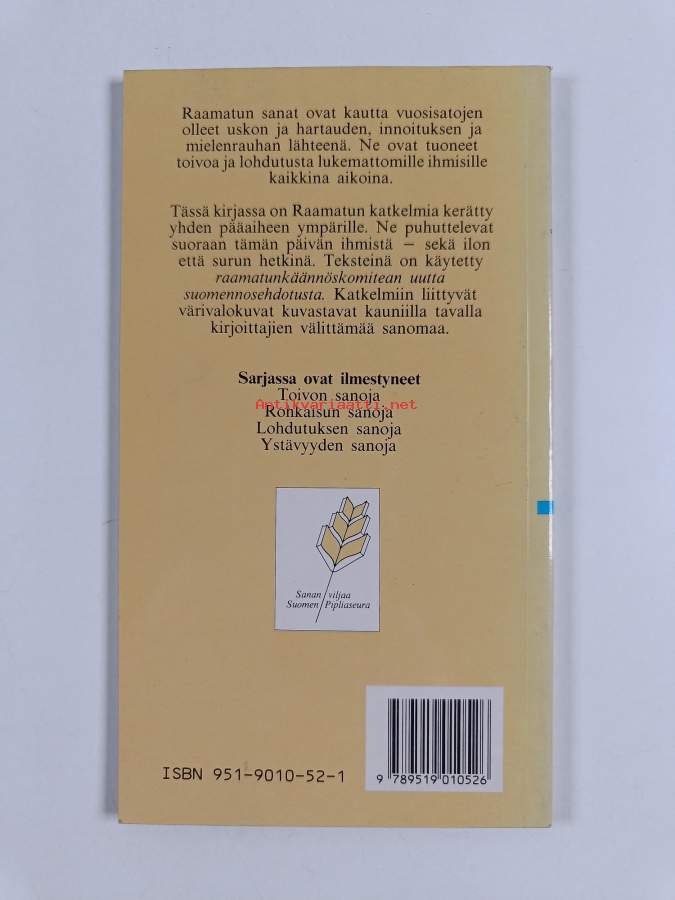 Raamatun sanat ovat kautta vuosisatojen
olleet uskon ja hartauden, innoituksen ja
mielenrauhan lähteenä. Ne ovat tuoneet
toivoa ja lohdutusta lukemattomille ihmisille
kaikkina aikoina.
Tässä kirjassa on Raamatun katkelmia kerätty
yhden pääaiheen ympärille. Ne puhuttelevat
suoraan tämän päivän ihmistä – sekä ilon
että surun hetkinä. Teksteinä on käytetty
raamatunkäännöskomitean uutta
suomennosehdotusta. Katkelmiin liittyvät
värivalokuvat kuvastavat kauniilla tavalla
kirjoittajien välittämää sanomaa.
Sarjassa ovat ilmestyneet
Toivon sanoja
Antikvariaatti.net
Rohkaisun sanoja
Lohdutuksen sanoja
Ystävyyden sanoja
Sanan viljaa
Suomen Pipliaseura
ISBN 951-9010-52-1
9 789519 010526